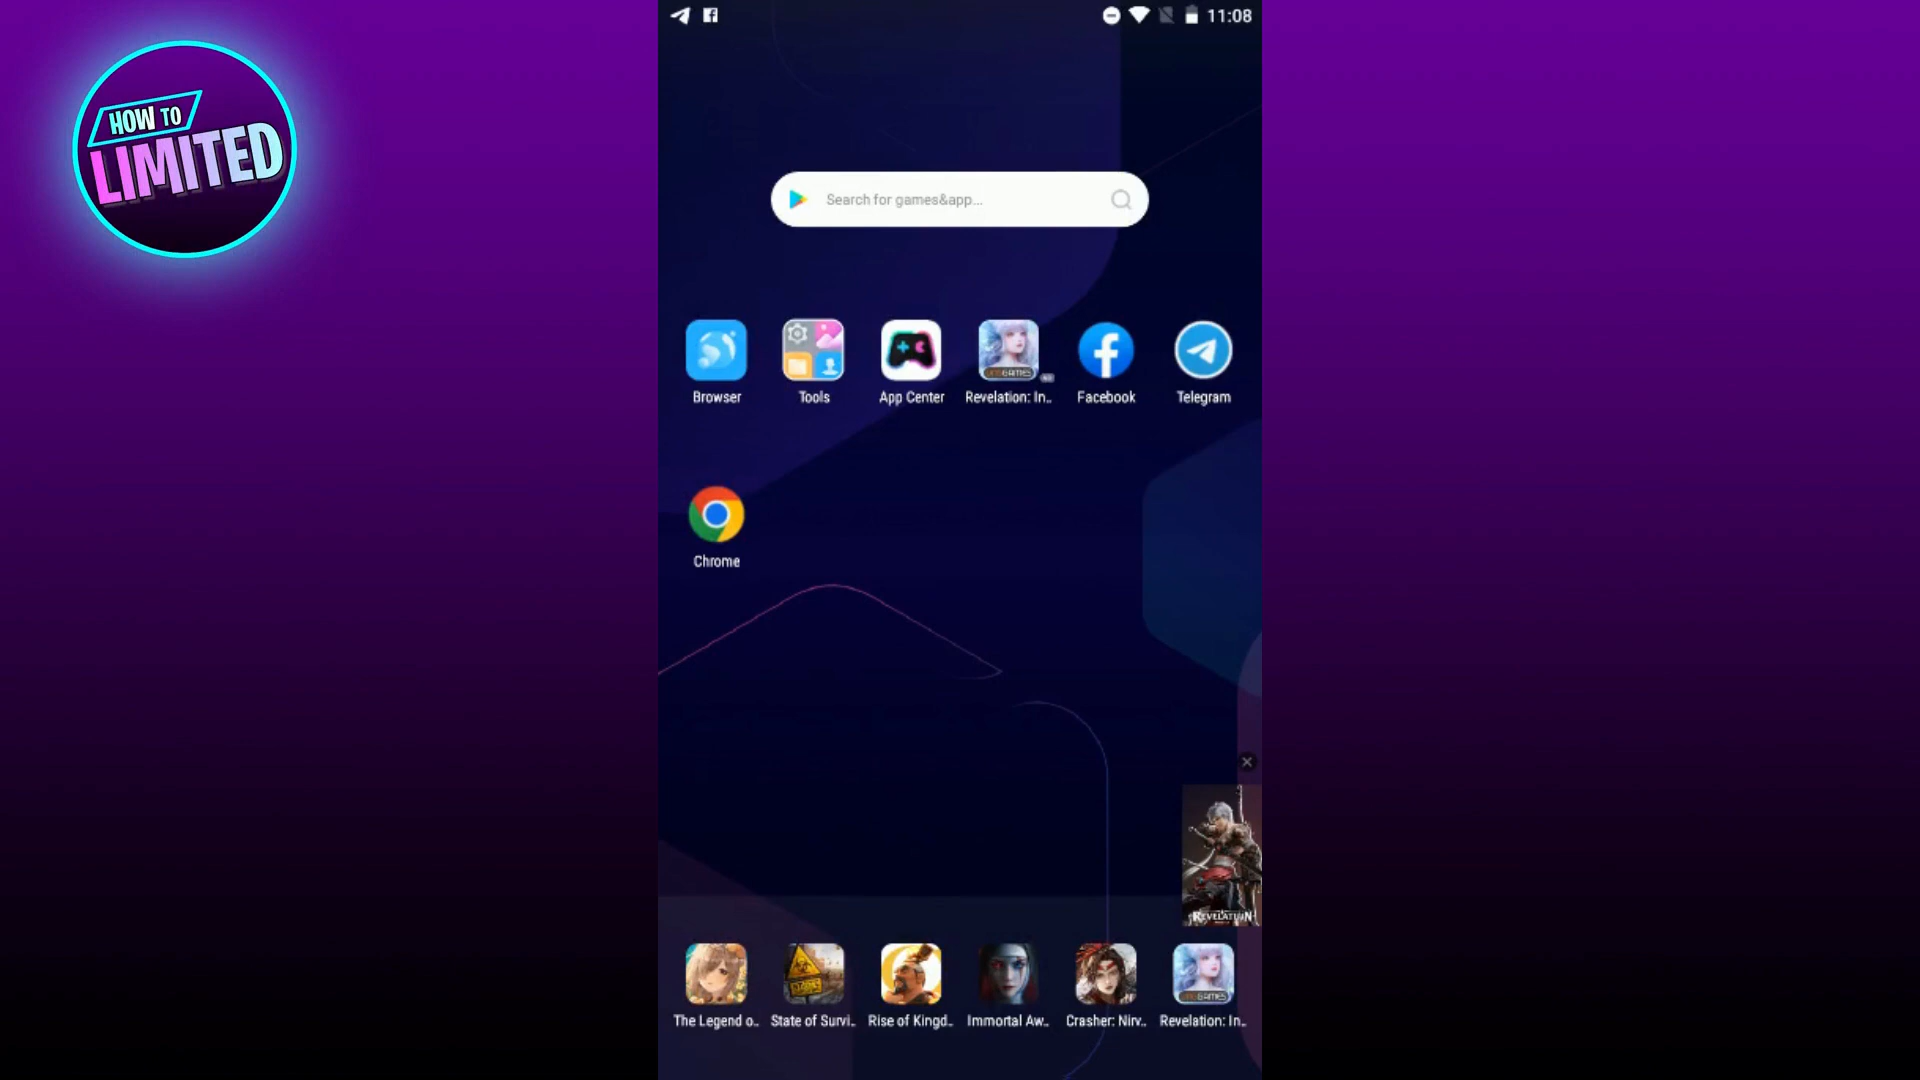 HOW TO
LIMITED
11:08
Search for games&app...
Browser
Tools
App Center
Revelation: In..
Facebook
Telegram
Chrome
REVELATION
The Legend o..
State of Survi..
Rise of Kingd..
Immortal Aw..
Crasher: Nirv..
Revelation: In..